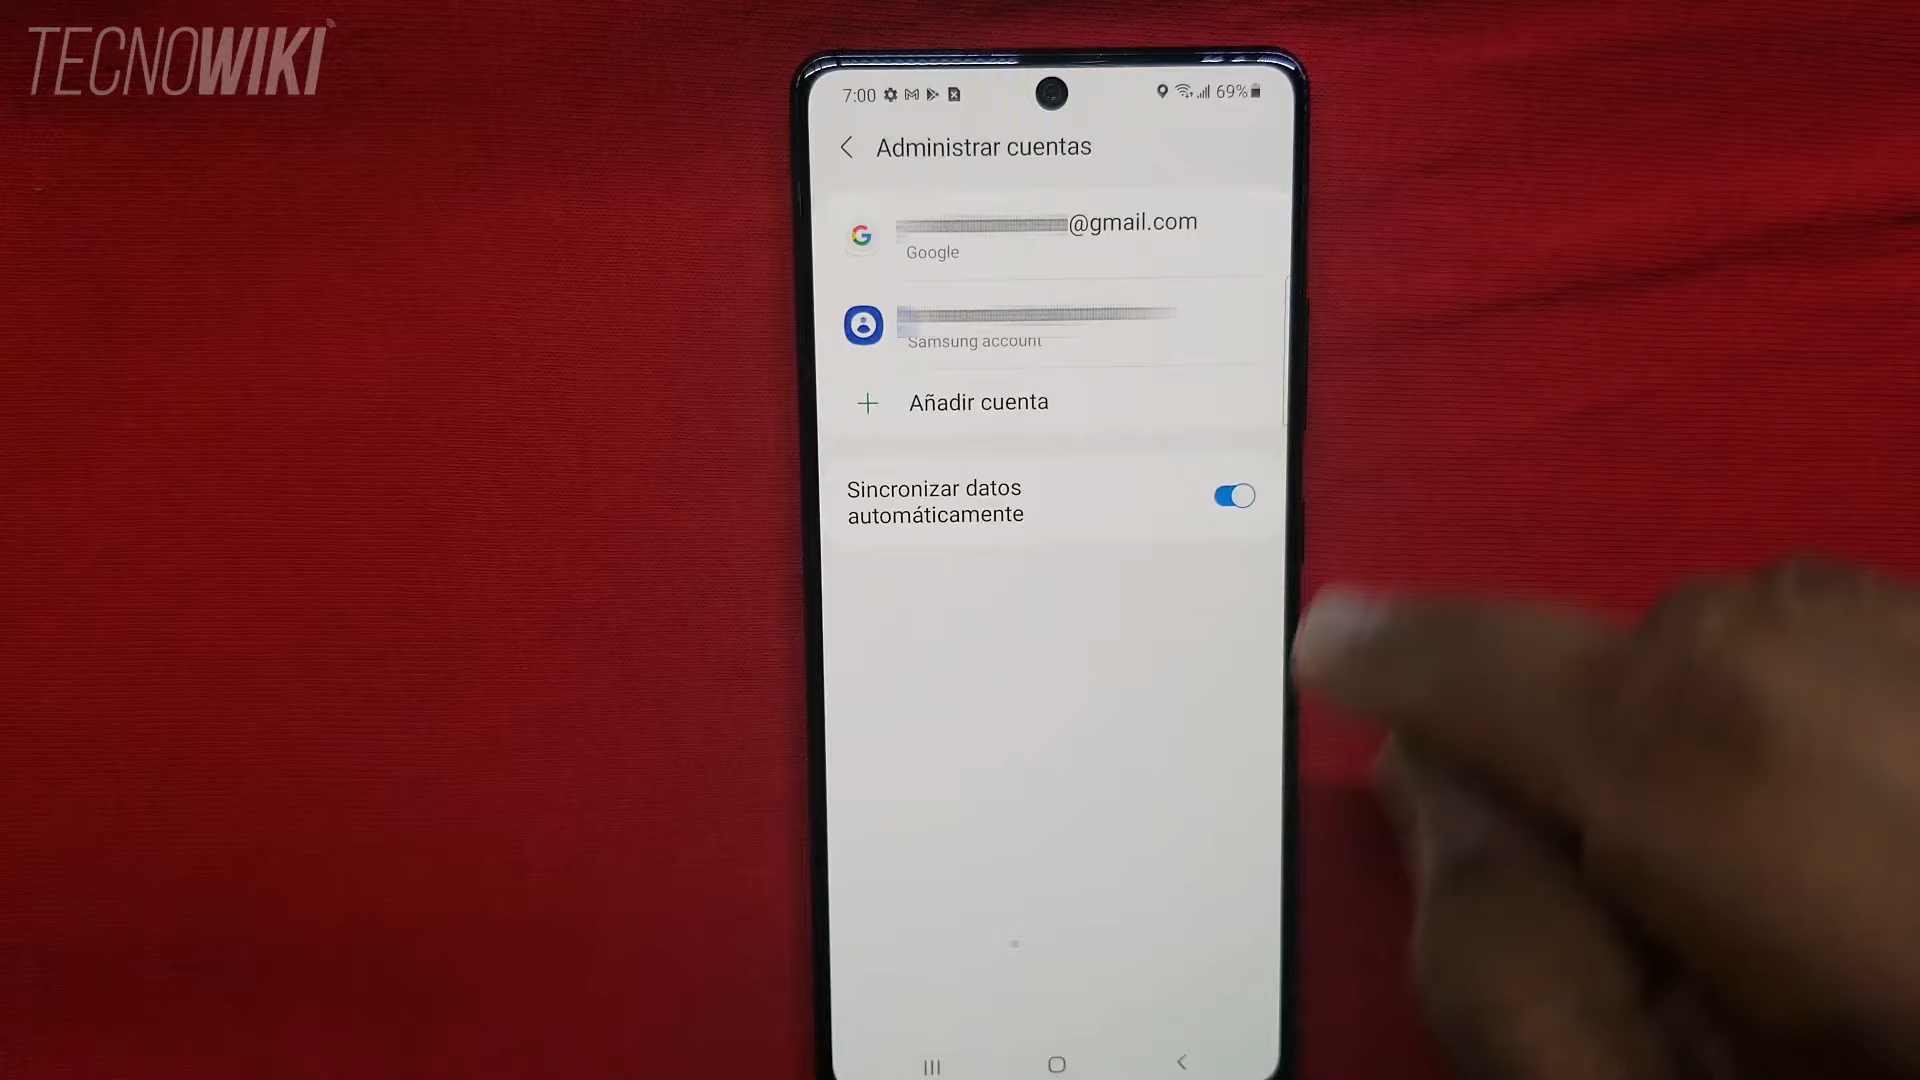 TECNOWIKI
7:00
69%
Administrar cuentas
@gmail.com
Google
Samsung account
Añadir cuenta
Sincronizar datos
automáticamente